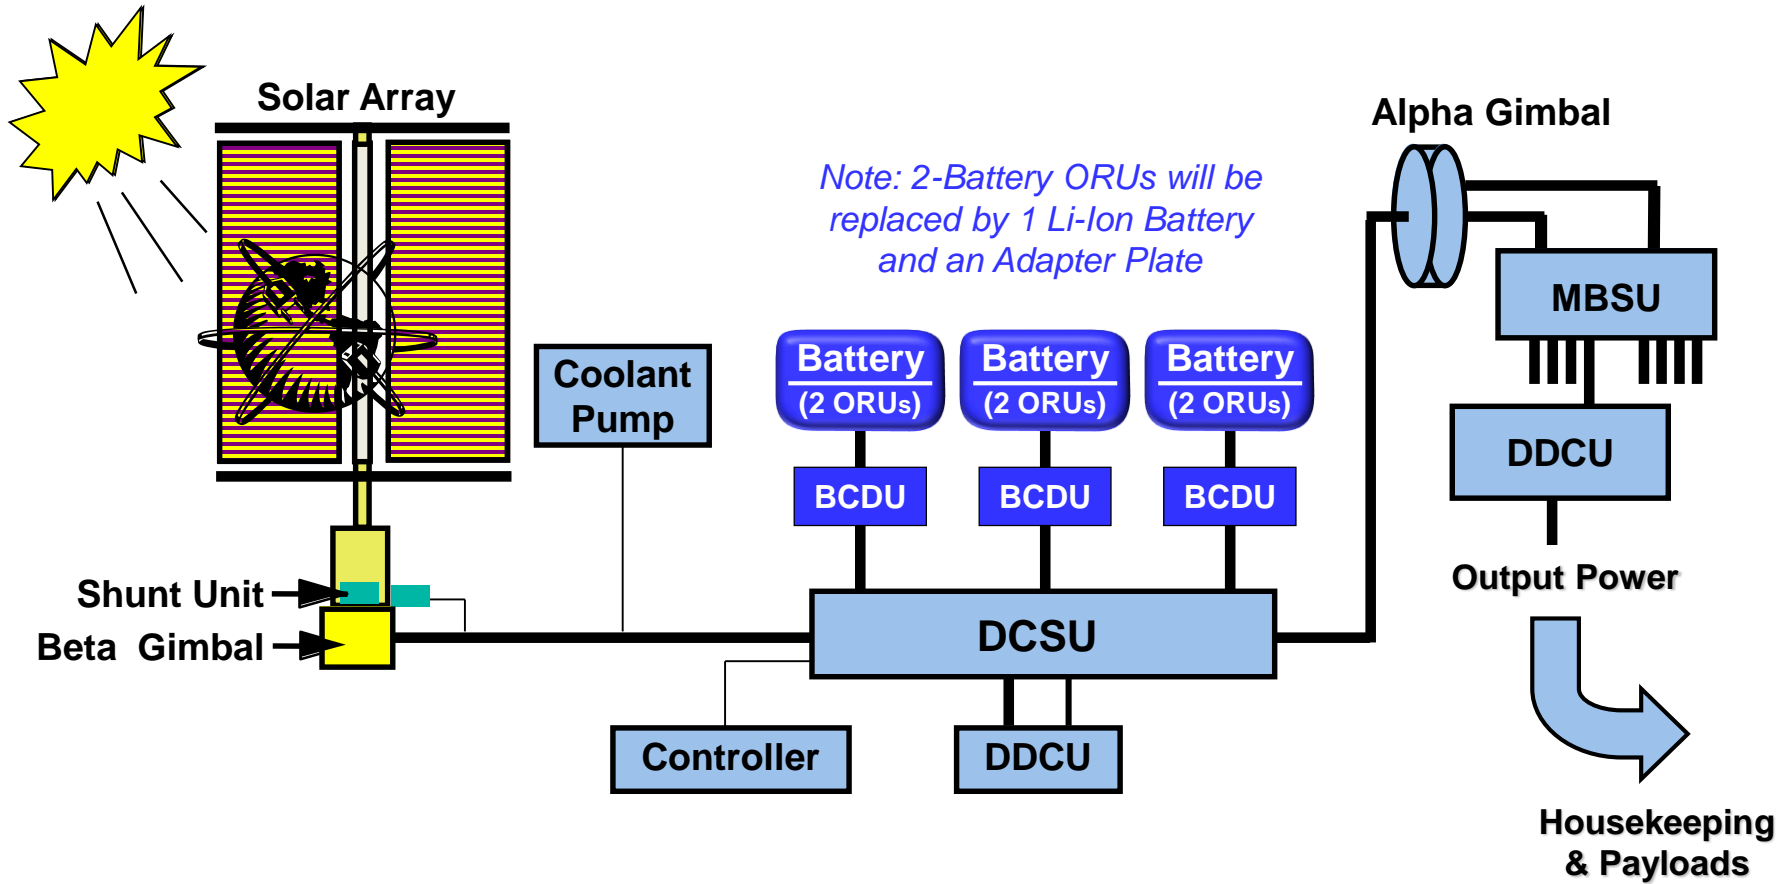 Solar Array
Alpha Gimbal
Note: 2-Battery ORUs will be
replaced by 1 Li-Ion Battery
and an Adapter Plate
MBSU
Coolant
Pump
Battery
(2 ORUs)
Battery
(2 ORUs)
Battery
(2 ORUs)
DDCU
BCDU
BCDU
BCDU
Shunt Unit
Output Power
Beta Gimbal
DCSU
Controller
DDCU
Housekeeping
& Payloads